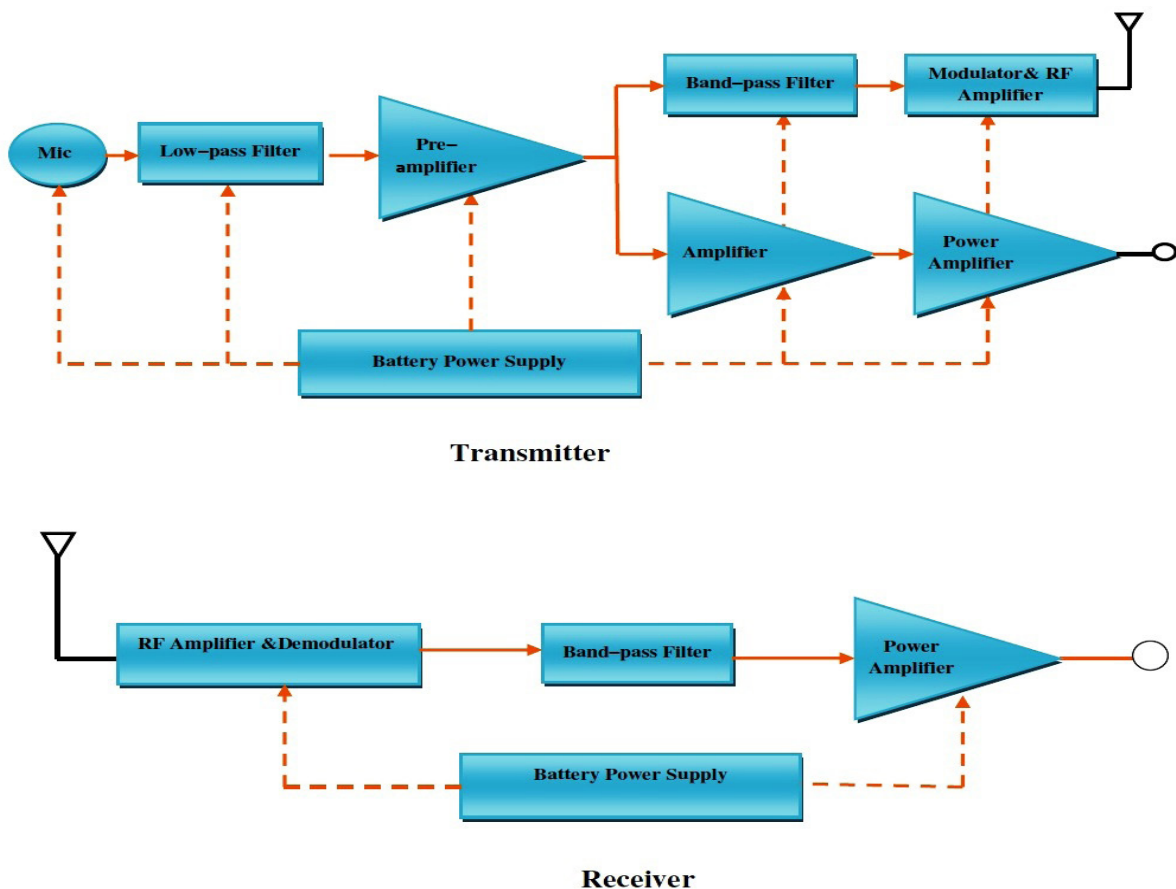 Mic
Low-pass Filter
Pre-
amplifier
Band-pass Filter
Modulator& RF
Amplifier
Amplifier
Power
Amplifier
Battery Power Supply
Transmitter
RF Amplifier &Demodulator
Band-pass Filter
Power
Amplifier
Battery Power Supply
Receiver